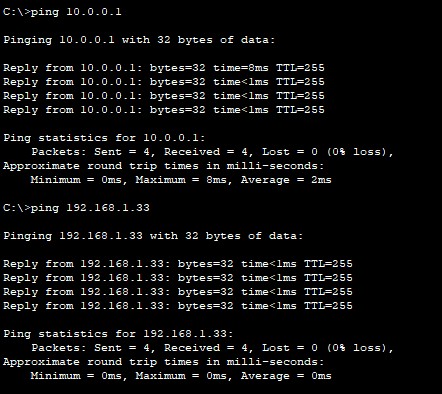 C:\>ping 10.0.0.1
Pinging 10.0.0.1 with 32 bytes of data:
Reply from 10.0.0.1: bytes=32 time=8ms TTL=255
Reply from 10.0.0.1: bytes=32 time<1ms TTL=255
Reply from 10.0.0.1: bytes=32 time<1ms TTL=255
Reply from 10.0.0.1: bytes=32 time<1ms TTL=255
Ping statistics for 10.0.0.1:
    Packets: Sent = 4, Received = 4, Lost = 0 (0% loss),
Approximate round trip times in milli-seconds:
    Minimum = 0ms, Maximum = 8ms, Average = 2ms
C:\>ping 192.168.1.33
Pinging 192.168.1.33 with 32 bytes of data:
Reply from 192.168.1.33: bytes=32 time<1ms TTL=255
Reply from 192.168.1.33: bytes=32 time<1ms TTL=255
Reply from 192.168.1.33: bytes=32 time<1ms TTL=255
Reply from 192.168.1.33: bytes=32 time<1ms TTL=255
Ping statistics for 192.168.1.33:
    Packets: Sent = 4, Received = 4, Lost = 0 (0% loss),
Approximate round trip times in milli-seconds:
    Minimum = 0ms, Maximum = 0ms, Average = 0ms